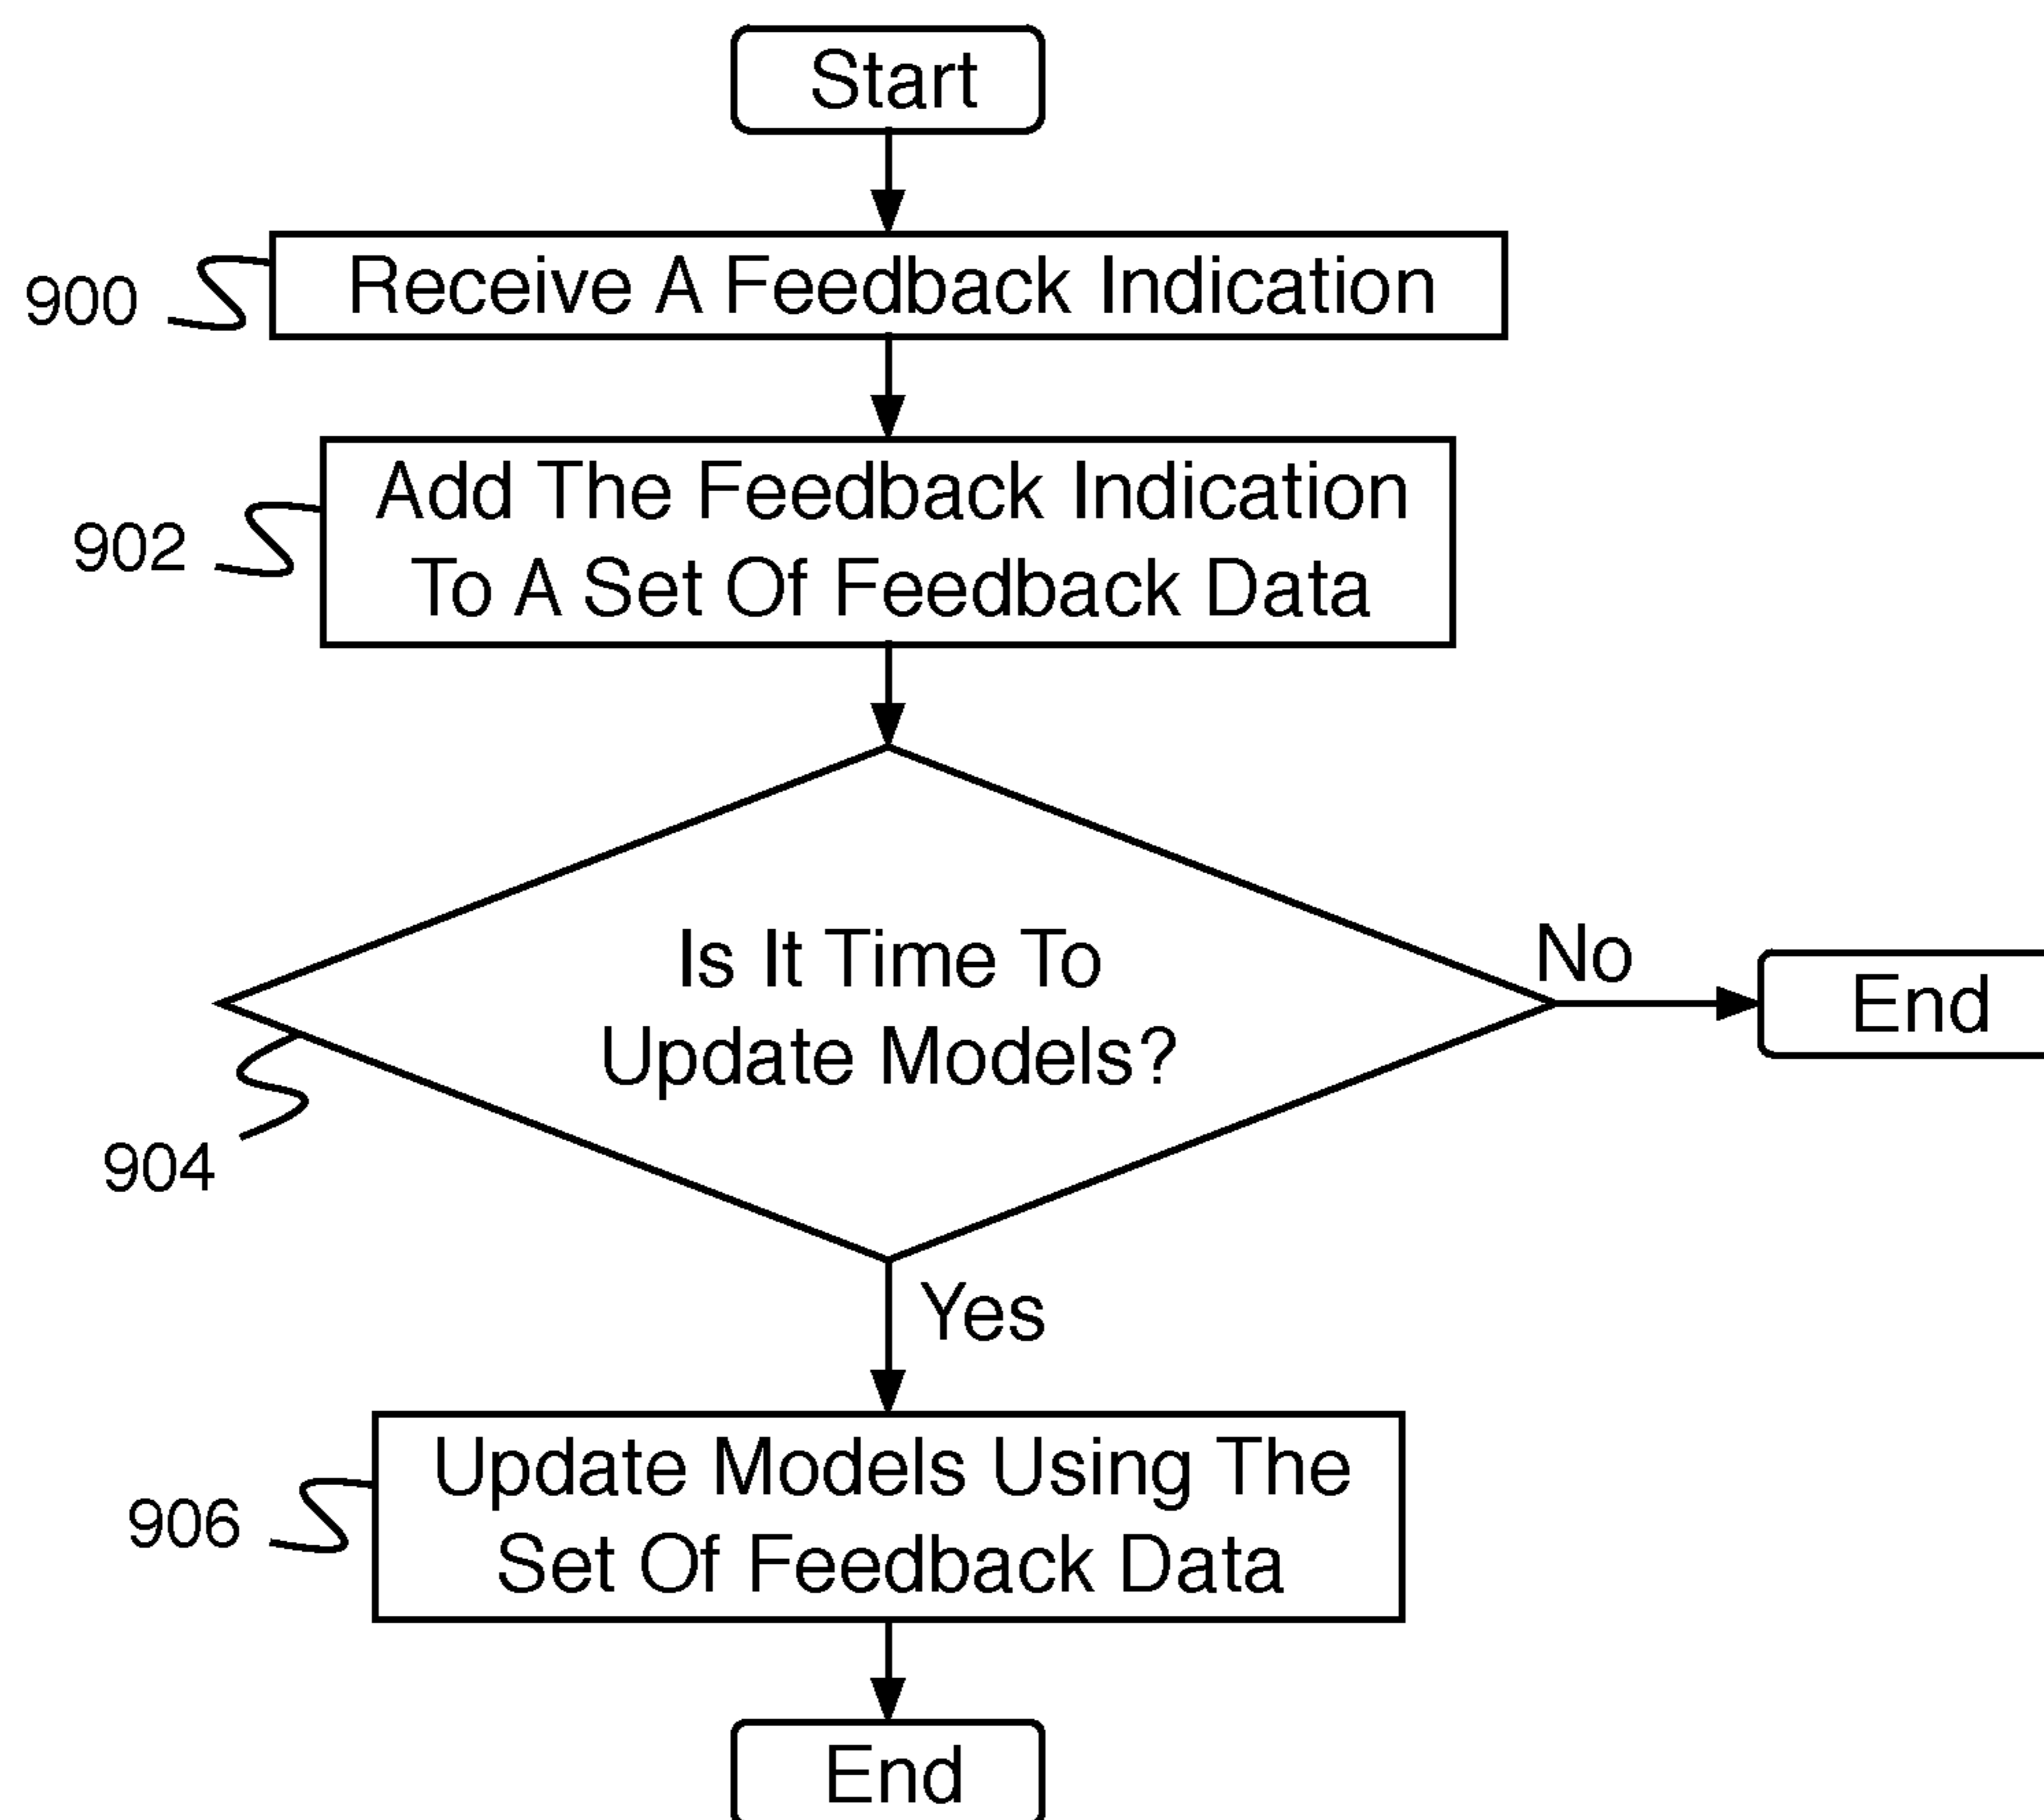 Start
900
Receive A Feedback Indication
902
Add The Feedback Indication
To A Set Of Feedback Data
Is It Time To
Update Models?
No
End
904
Yes
906
Update Models Using The
Set Of Feedback Data
End